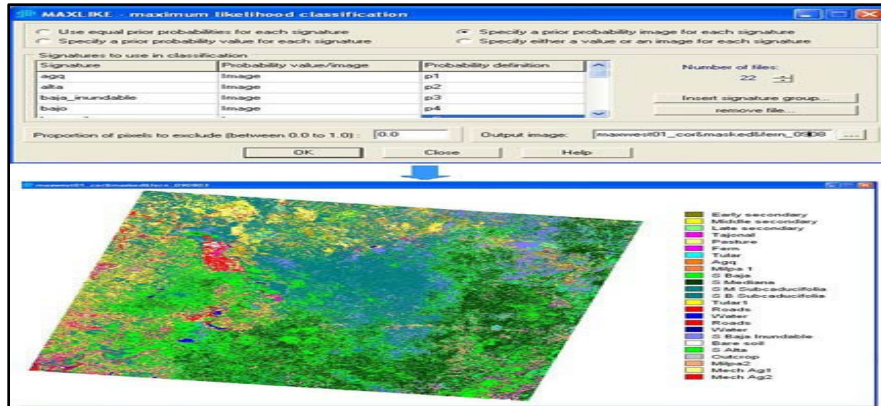 MAXLIKE - maximum likelihood classification
Use equal prior probabilities for each signature
Specify a prior probability image for each signature
Specify a prior probability value for each signature
Specify either a value or an image for each signature
Signatures to use in classification
Signature Probability value/image Probability definition
agq Image p1
alta Image p2
baja_inundable Image p3
bajo Image p4
Number of files:
22
Insert signature group...
remove file...
Proportion of pixels to exclude (between 0.0 to 1.0) : 0.0 Output image: ...
OK Close Help
Early secondary
Middle secondary
Late secondary
Tajonal
Pasture
Fern
Tular
Agq
Milpa 1
S Baja
S Mediana
S M Subcaducifolia
S B Subcaducifolia
Tular1
Roads
Water
Roads
Water
S Baja Inundable
Bare soil
S Alta
Outcrop
Milpa2
Mech Ag1
Mech Ag2